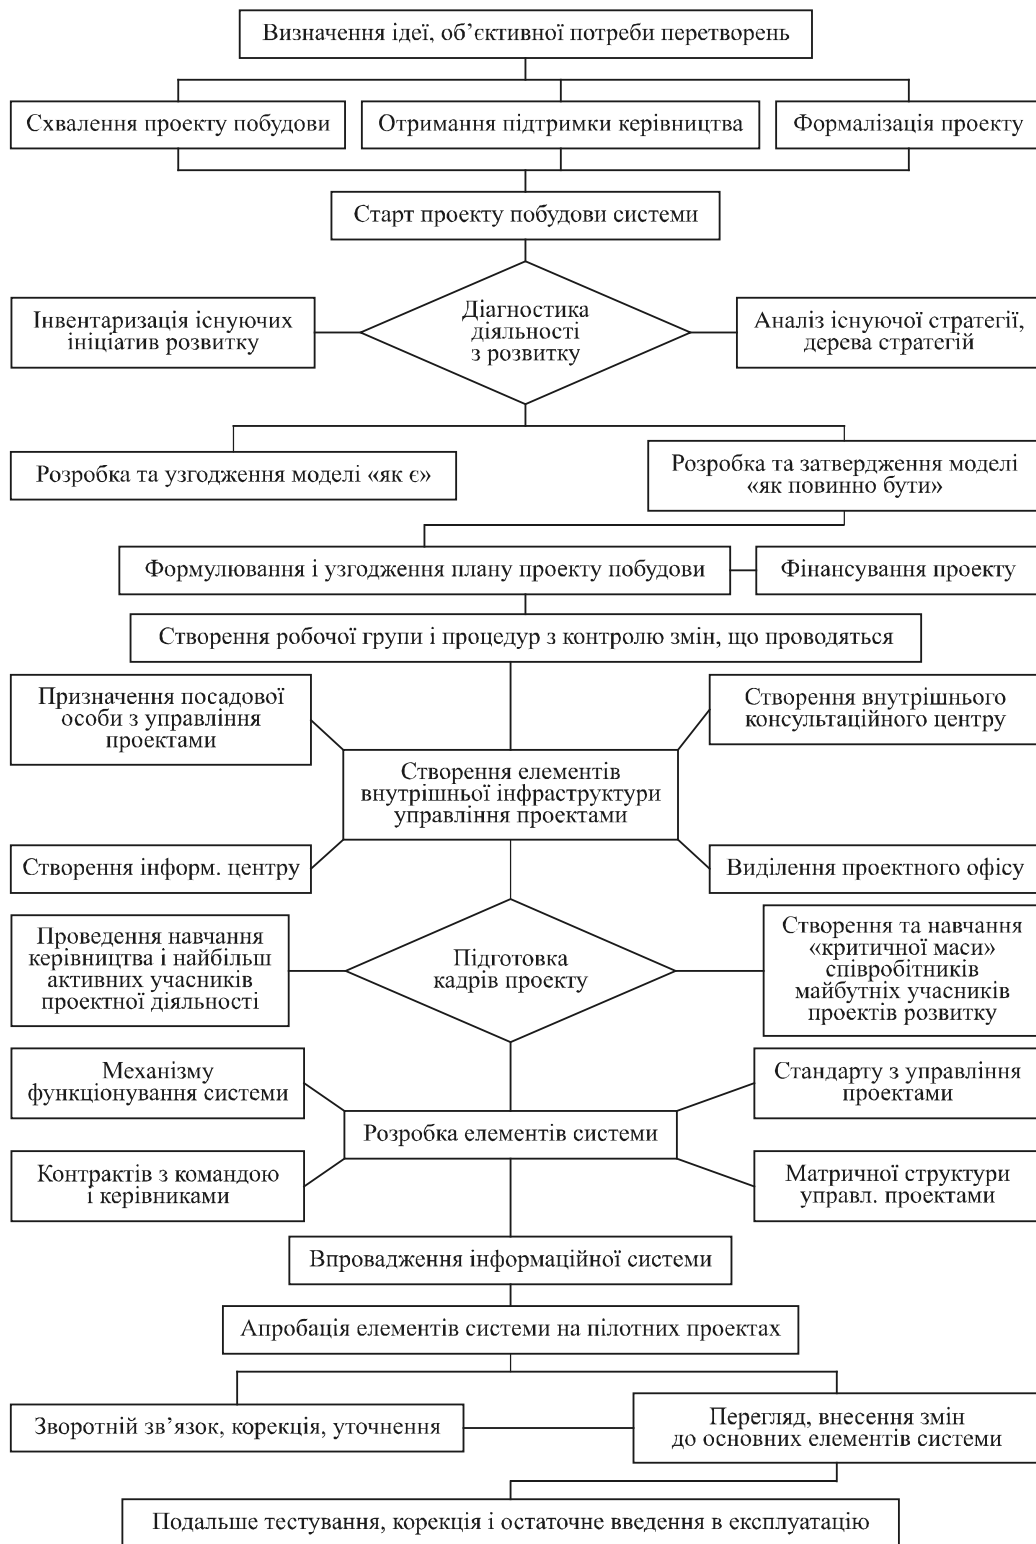 Визначення ідеї, об’єктивної потреби перетворень
Схвалення проекту побудови
Отримання підтримки керівництва
Формалізація проекту
Старт проекту побудови системи
Інвентаризація існуючих
ініціатив розвитку
Діагностика
діяльності
з розвитку
Аналіз існуючої стратегії,
дерева стратегій
Розробка та узгодження моделі «як є»
Розробка та затвердження моделі
«як повинно бути»
Формулювання і узгодження плану проекту побудови
Фінансування проекту
Створення робочої групи і процедур з контролю змін, що проводяться
Призначення посадової
особи з управління
проектами
Створення внутрішнього
консультаційного центру
Створення елементів
внутрішньої інфраструктури
управління проектами
Створення інформ. центру
Виділення проектного офісу
Проведення навчання
керівництва і найбільш
активних учасників
проектної діяльності
Підготовка
кадрів проекту
Створення та навчання
«критичної маси»
співробітників
майбутніх учасників
проектів розвитку
Механізму
функціонування системи
Стандарту з управління
проектами
Розробка елементів системи
Контрактів з командою
і керівниками
Матричної структури
управл. проектами
Впровадження інформаційної системи
Апробація елементів системи на пілотних проектах
Зворотній зв’язок, корекція, уточнення
Перегляд, внесення змін
до основних елементів системи
Подальше тестування, корекція і остаточне введення в експлуатацію